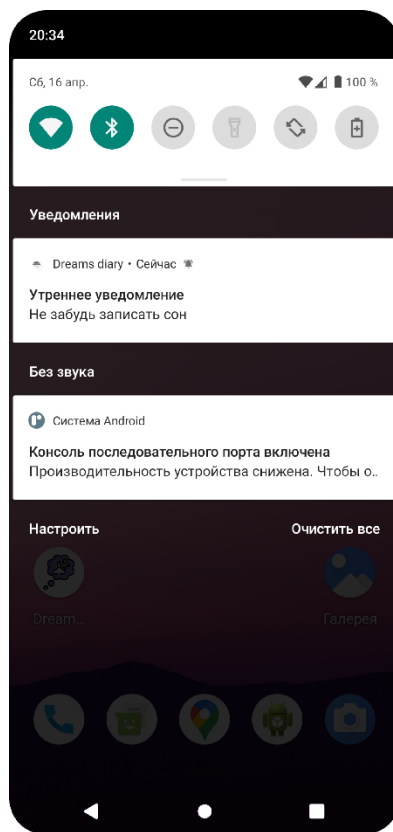 20:34
Сб, 16 апр.
100 %
Уведомления
Dreams diary • Сейчас
Утреннее уведомление
Не забудь записать сон
Без звука
Система Android
Консоль последовательного порта включена
Производительность устройства снижена. Чтобы о..
Настроить
Очистить все
Dream...
Галерея